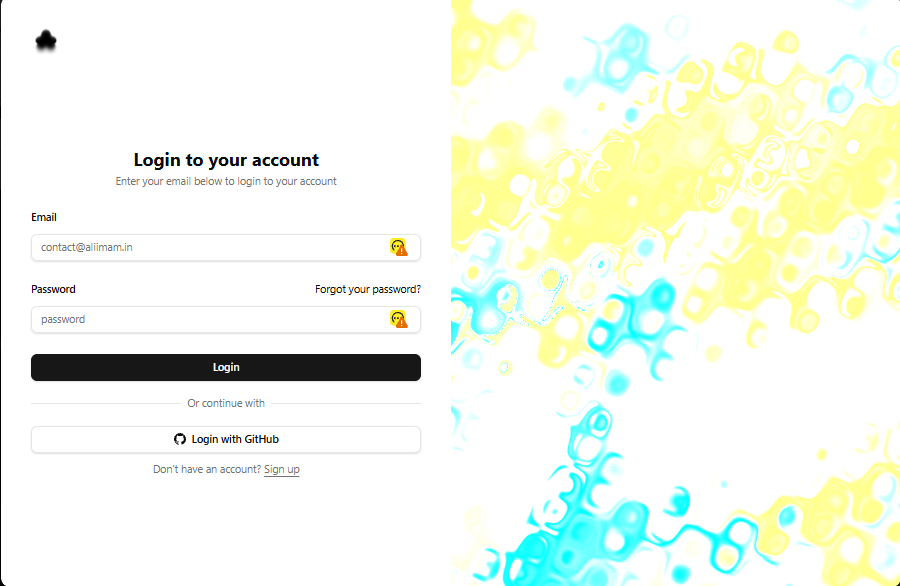 Login to your account
Enter your email below to login to your account
Email
contact@aliimam.in
Password Forgot your password?
password
Login
Or continue with
Login with GitHub
Don't have an account? Sign up